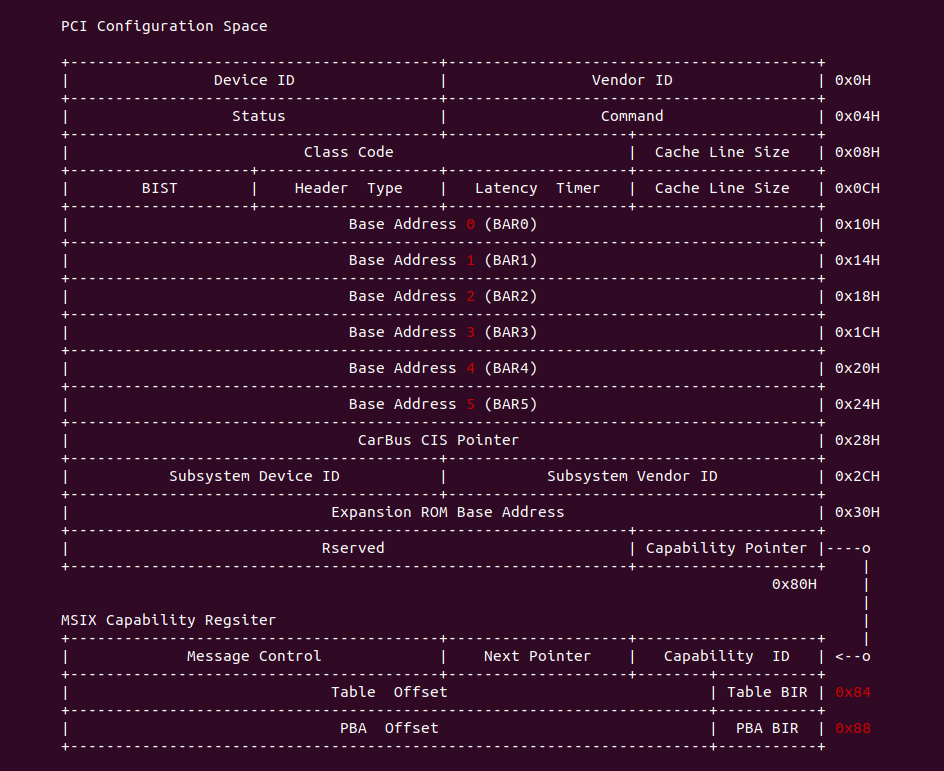 PCI Configuration Space
Device ID Vendor ID 0x0H
Status Command 0x04H
Class Code Cache Line Size 0x08H
BIST Header Type Latency Timer Cache Line Size 0x0CH
Base Address 0 (BAR0) 0x10H
Base Address 1 (BAR1) 0x14H
Base Address 2 (BAR2) 0x18H
Base Address 3 (BAR3) 0x1CH
Base Address 4 (BAR4) 0x20H
Base Address 5 (BAR5) 0x24H
CarBus CIS Pointer 0x28H
Subsystem Device ID Subsystem Vendor ID 0x2CH
Expansion ROM Base Address 0x30H
Rserved Capability Pointer
0x80H
MSIX Capability Regsiter
Message Control Next Pointer Capability ID
Table Offset Table BIR 0x84
PBA Offset PBA BIR 0x88